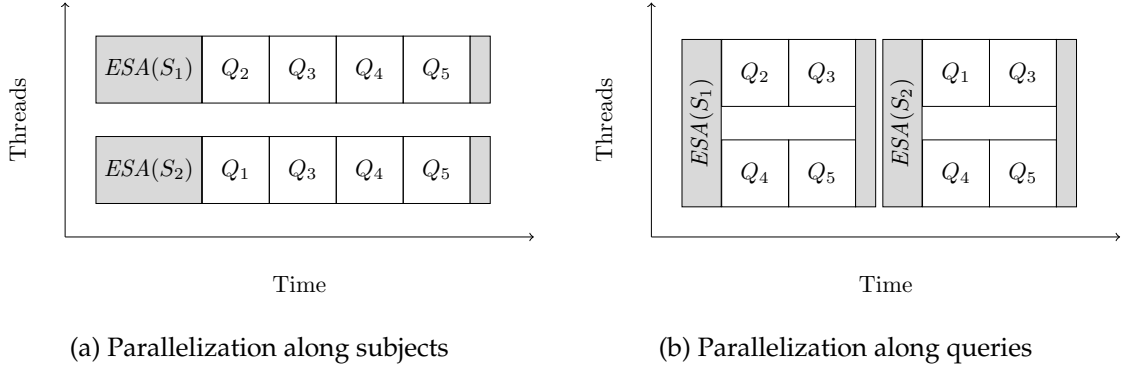 Threads
ESA(S₁) Q₂ Q₃ Q₄ Q₅
ESA(S₂) Q₁ Q₃ Q₄ Q₅
Time
(a) Parallelization along subjects
Threads
ESA(S₁)
Q₂ Q₃
Q₄ Q₅
ESA(S₂)
Q₁ Q₃
Q₄ Q₅
Time
(b) Parallelization along queries